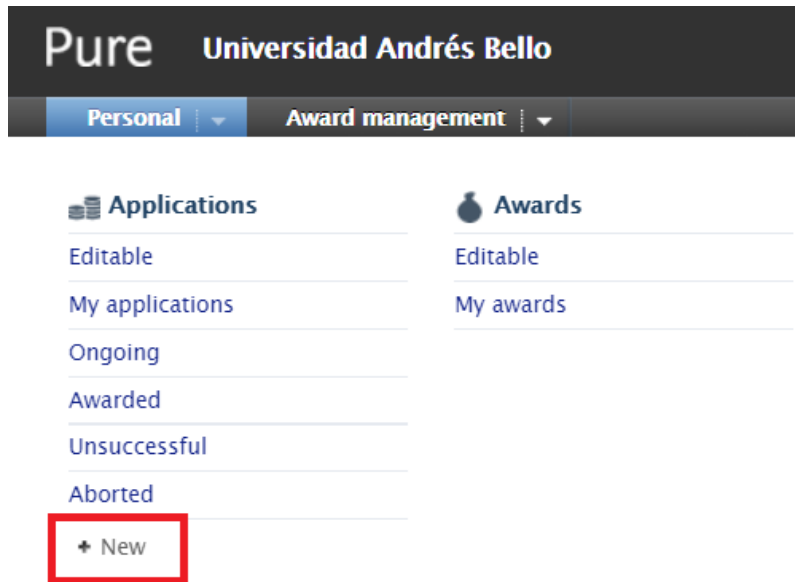 Pure Universidad Andrés Bello
Personal Award management
Applications
Editable
My applications
Ongoing
Awarded
Unsuccessful
Aborted
+ New
Awards
Editable
My awards